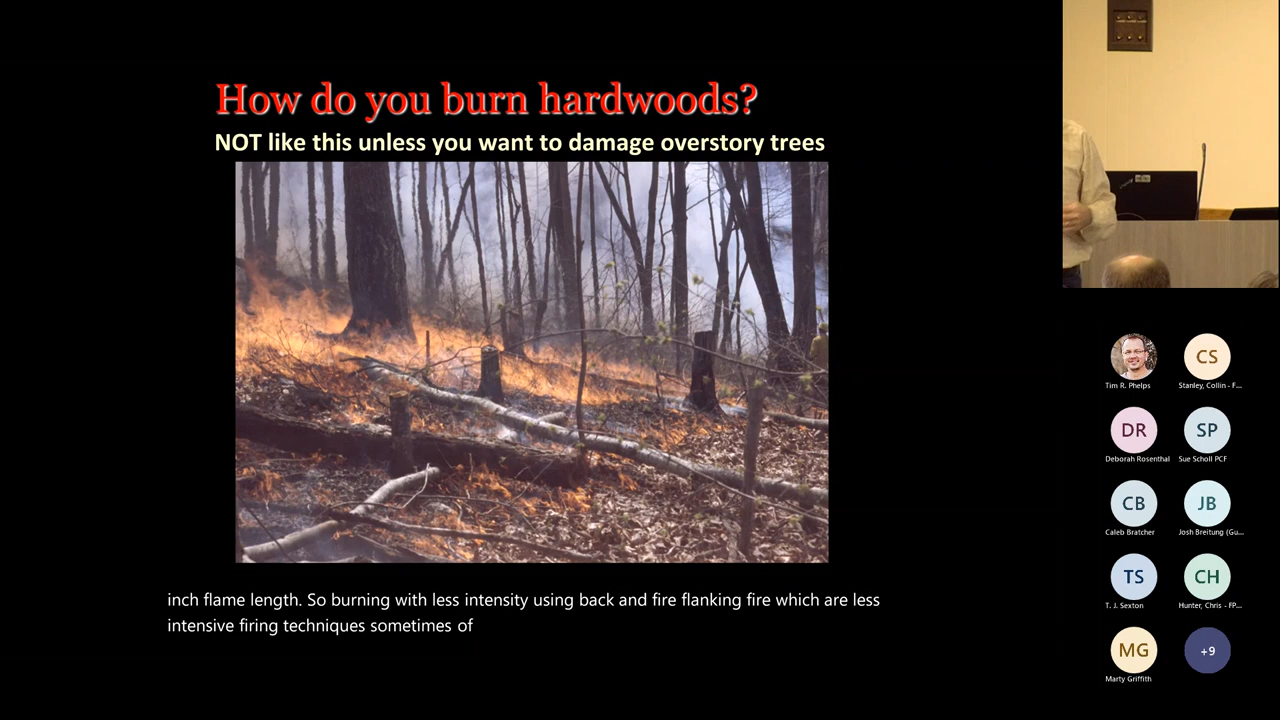 How do you burn hardwoods?
NOT like this unless you want to damage overstory trees
inch flame length. So burning with less intensity using back and fire flanking fire which are less
intensive firing techniques sometimes of
CS
Tim R. Phelps
Stanley, Collin - F...
DR
SP
Deborah Rosenthal
Sue Scholl PCF
CB
JB
Caleb Bratcher
Josh Breitung (Gu...
TS
CH
T. J. Sexton
Hunter, Chris - FP...
MG
+9
Marty Griffith